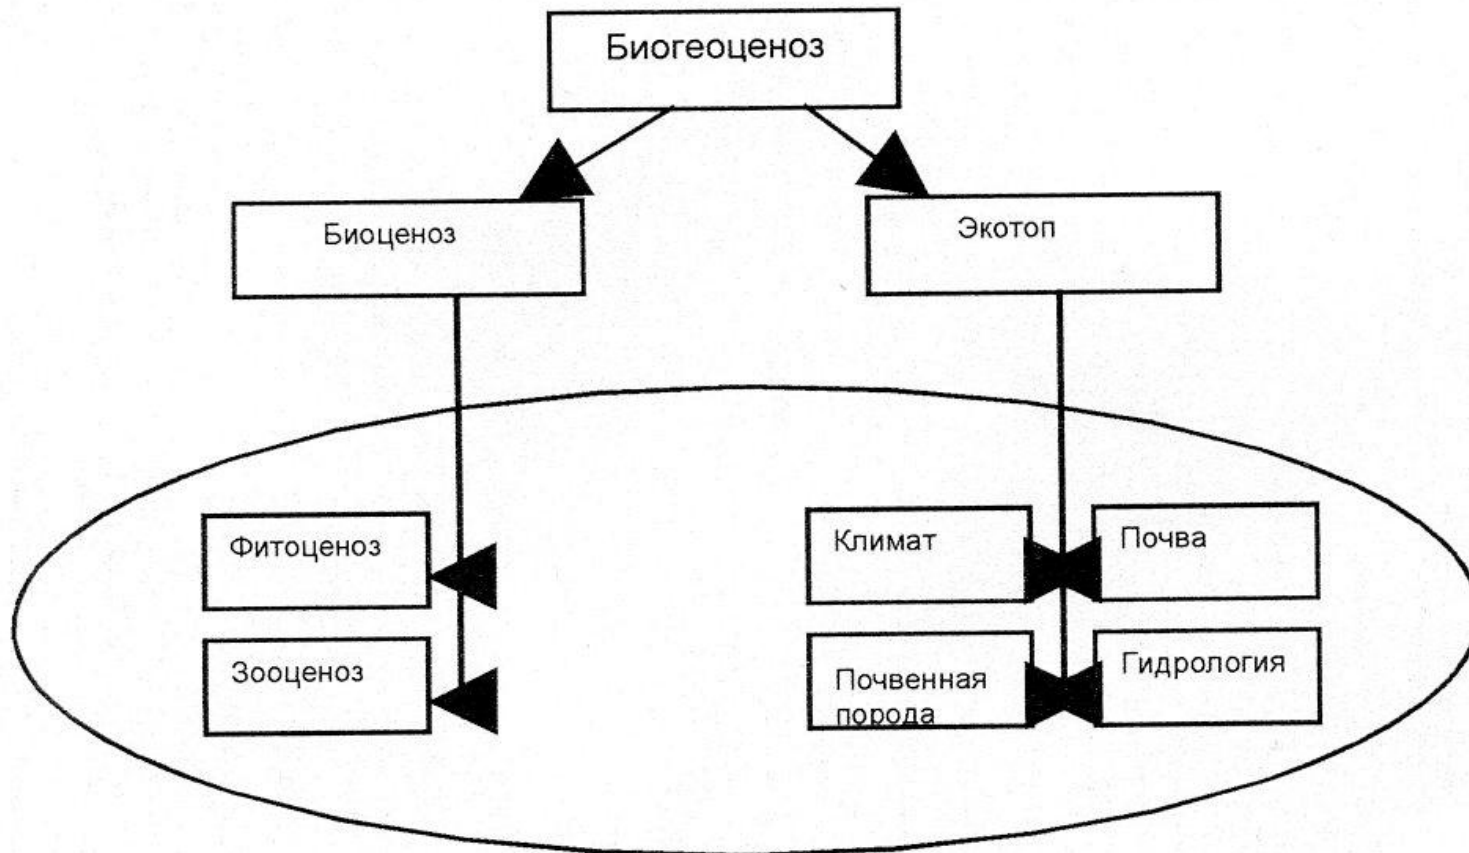 Биогеоценоз
Биоценоз
Экотоп
Фитоценоз
Климат
Почва
Зооценоз
Почвенная
порода
Гидрология